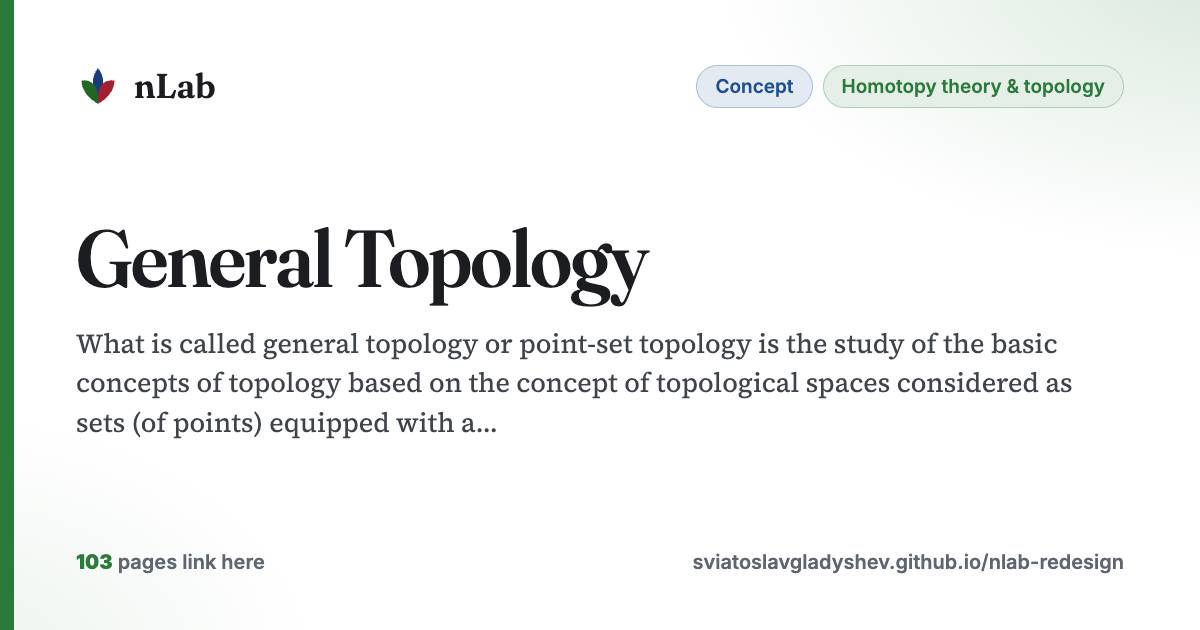 nLab
Concept
Homotopy theory & topology
General Topology
What is called general topology or point-set topology is the study of the basic
concepts of topology based on the concept of topological spaces considered as
sets (of points) equipped with a...
103 pages link here
sviatoslavgladyshev.github.io/nlab-redesign